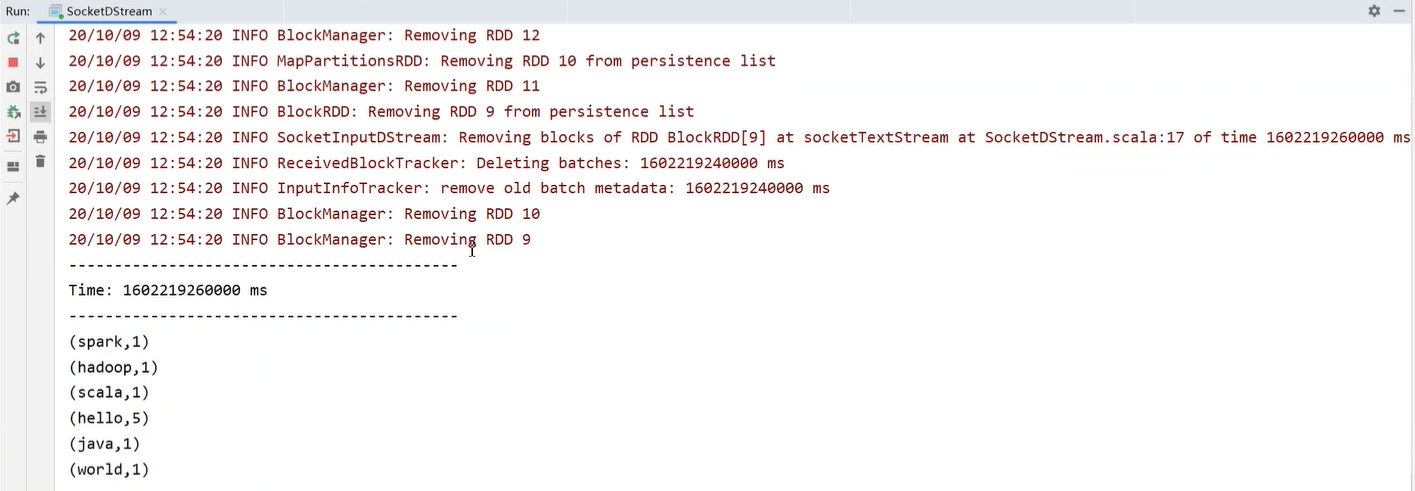 Run: SocketDStream
20/10/09 12:54:20 INFO BlockManager: Removing RDD 12
20/10/09 12:54:20 INFO MapPartitionsRDD: Removing RDD 10 from persistence list
20/10/09 12:54:20 INFO BlockManager: Removing RDD 11
20/10/09 12:54:20 INFO BlockRDD: Removing RDD 9 from persistence list
20/10/09 12:54:20 INFO SocketInputDStream: Removing blocks of RDD BlockRDD[9] at socketTextStream at SocketDStream.scala:17 of time 1602219260000 ms
20/10/09 12:54:20 INFO ReceivedBlockTracker: Deleting batches: 1602219240000 ms
20/10/09 12:54:20 INFO InputInfoTracker: remove old batch metadata: 1602219240000 ms
20/10/09 12:54:20 INFO BlockManager: Removing RDD 10
20/10/09 12:54:20 INFO BlockManager: Removing RDD 9
-------------------------------------------
Time: 1602219260000 ms
-------------------------------------------
(spark,1)
(hadoop,1)
(scala,1)
(hello,5)
(java,1)
(world,1)